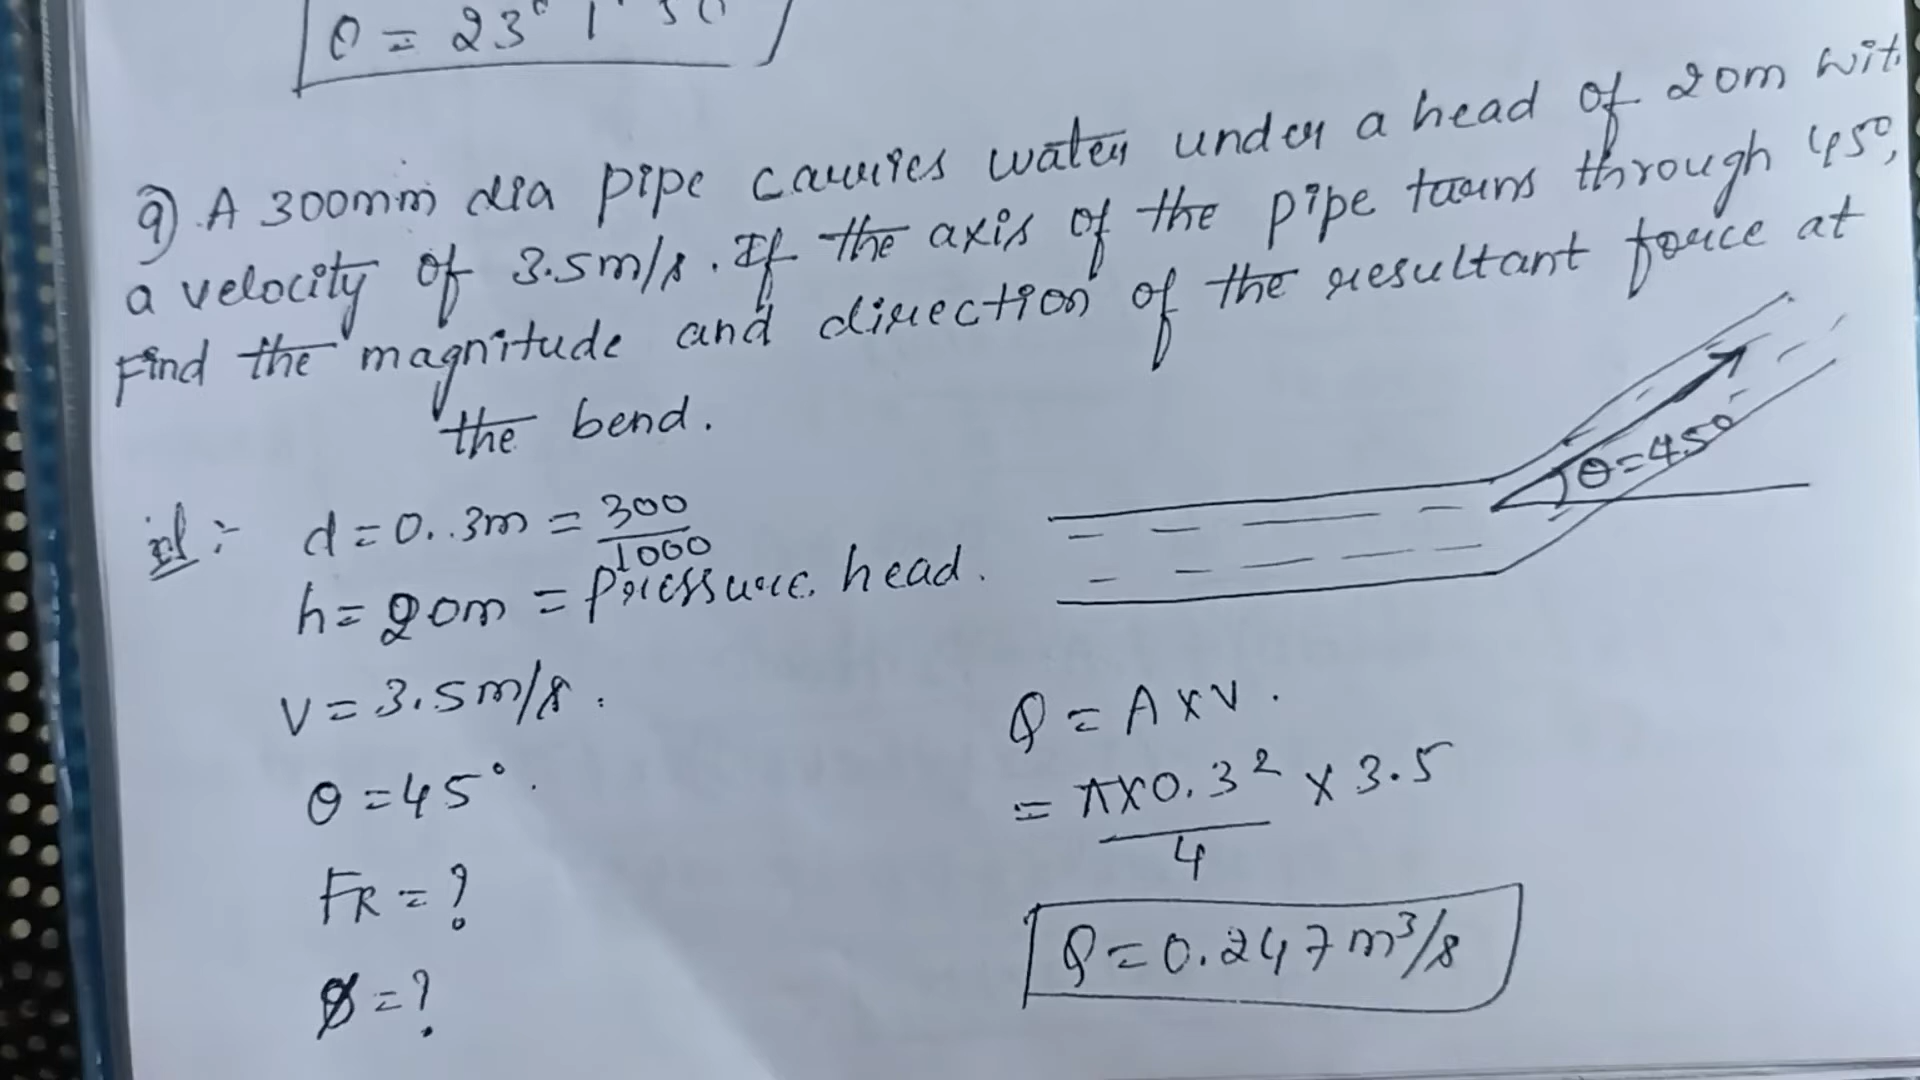 θ = 23°
9) A 300mm dia pipe carries water under a head of 20m
a velocity of 3.5m/s. If the axis of the pipe turns through 45°,
Find the magnitude and direction of the resultant force at
the bend.
θ=45°
d = 0.3m = 300/1000
h = 20m = Pressure head.
V = 3.5m/s.
θ = 45°.
FR = ?
Ø = ?
Q = A x V.
= π x 0.3² / 4 x 3.5
Q = 0.247 m³/s